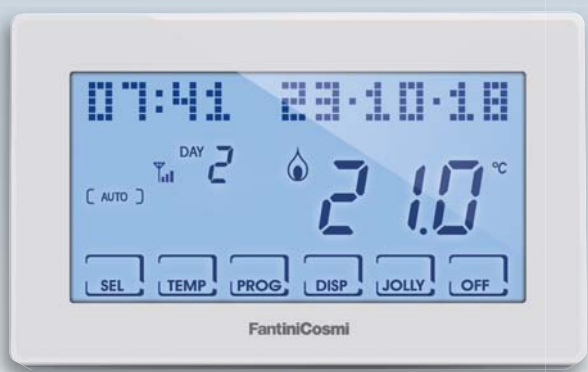 07:41 23·10·18
DAY 2
[ AUTO ] 21.0 °C
SEL TEMP PROG DISP JOLLY OFF
FantiniCosmi